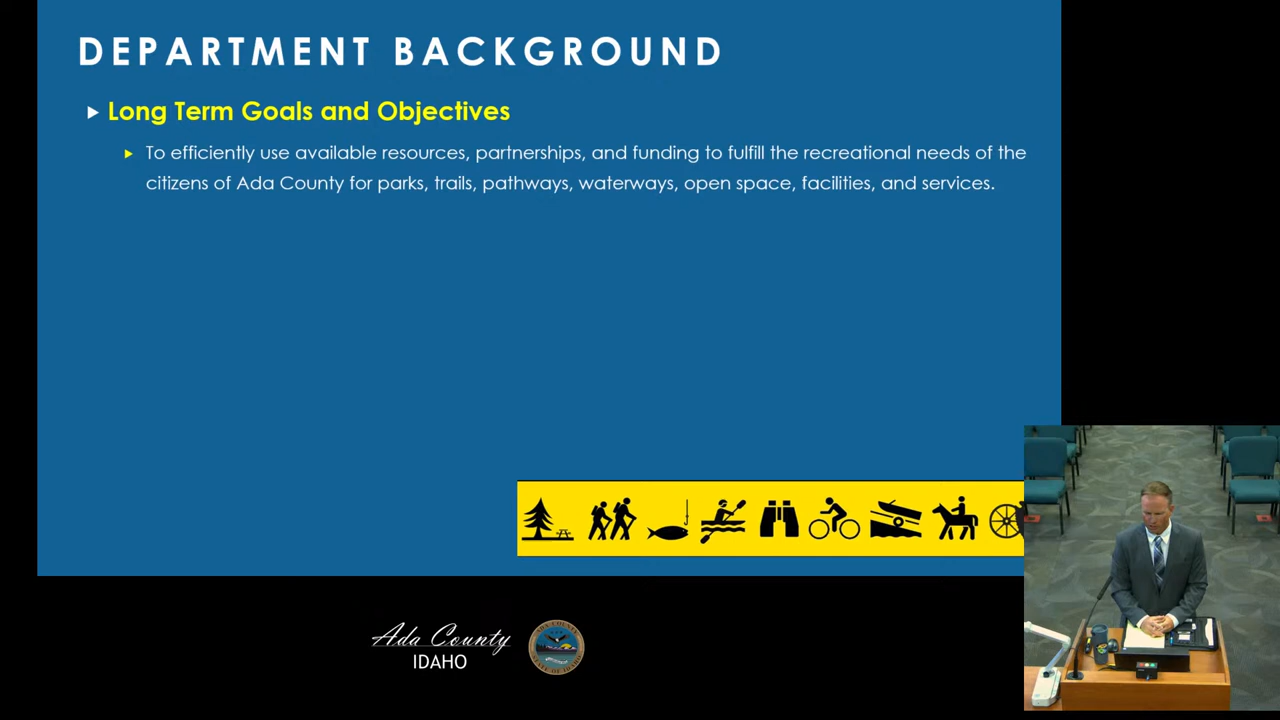 DEPARTMENT BACKGROUND
Long Term Goals and Objectives
To efficiently use available resources, partnerships, and funding to fulfill the recreational needs of the
citizens of Ada County for parks, trails, pathways, waterways, open space, facilities, and services.
Ada County
IDAHO